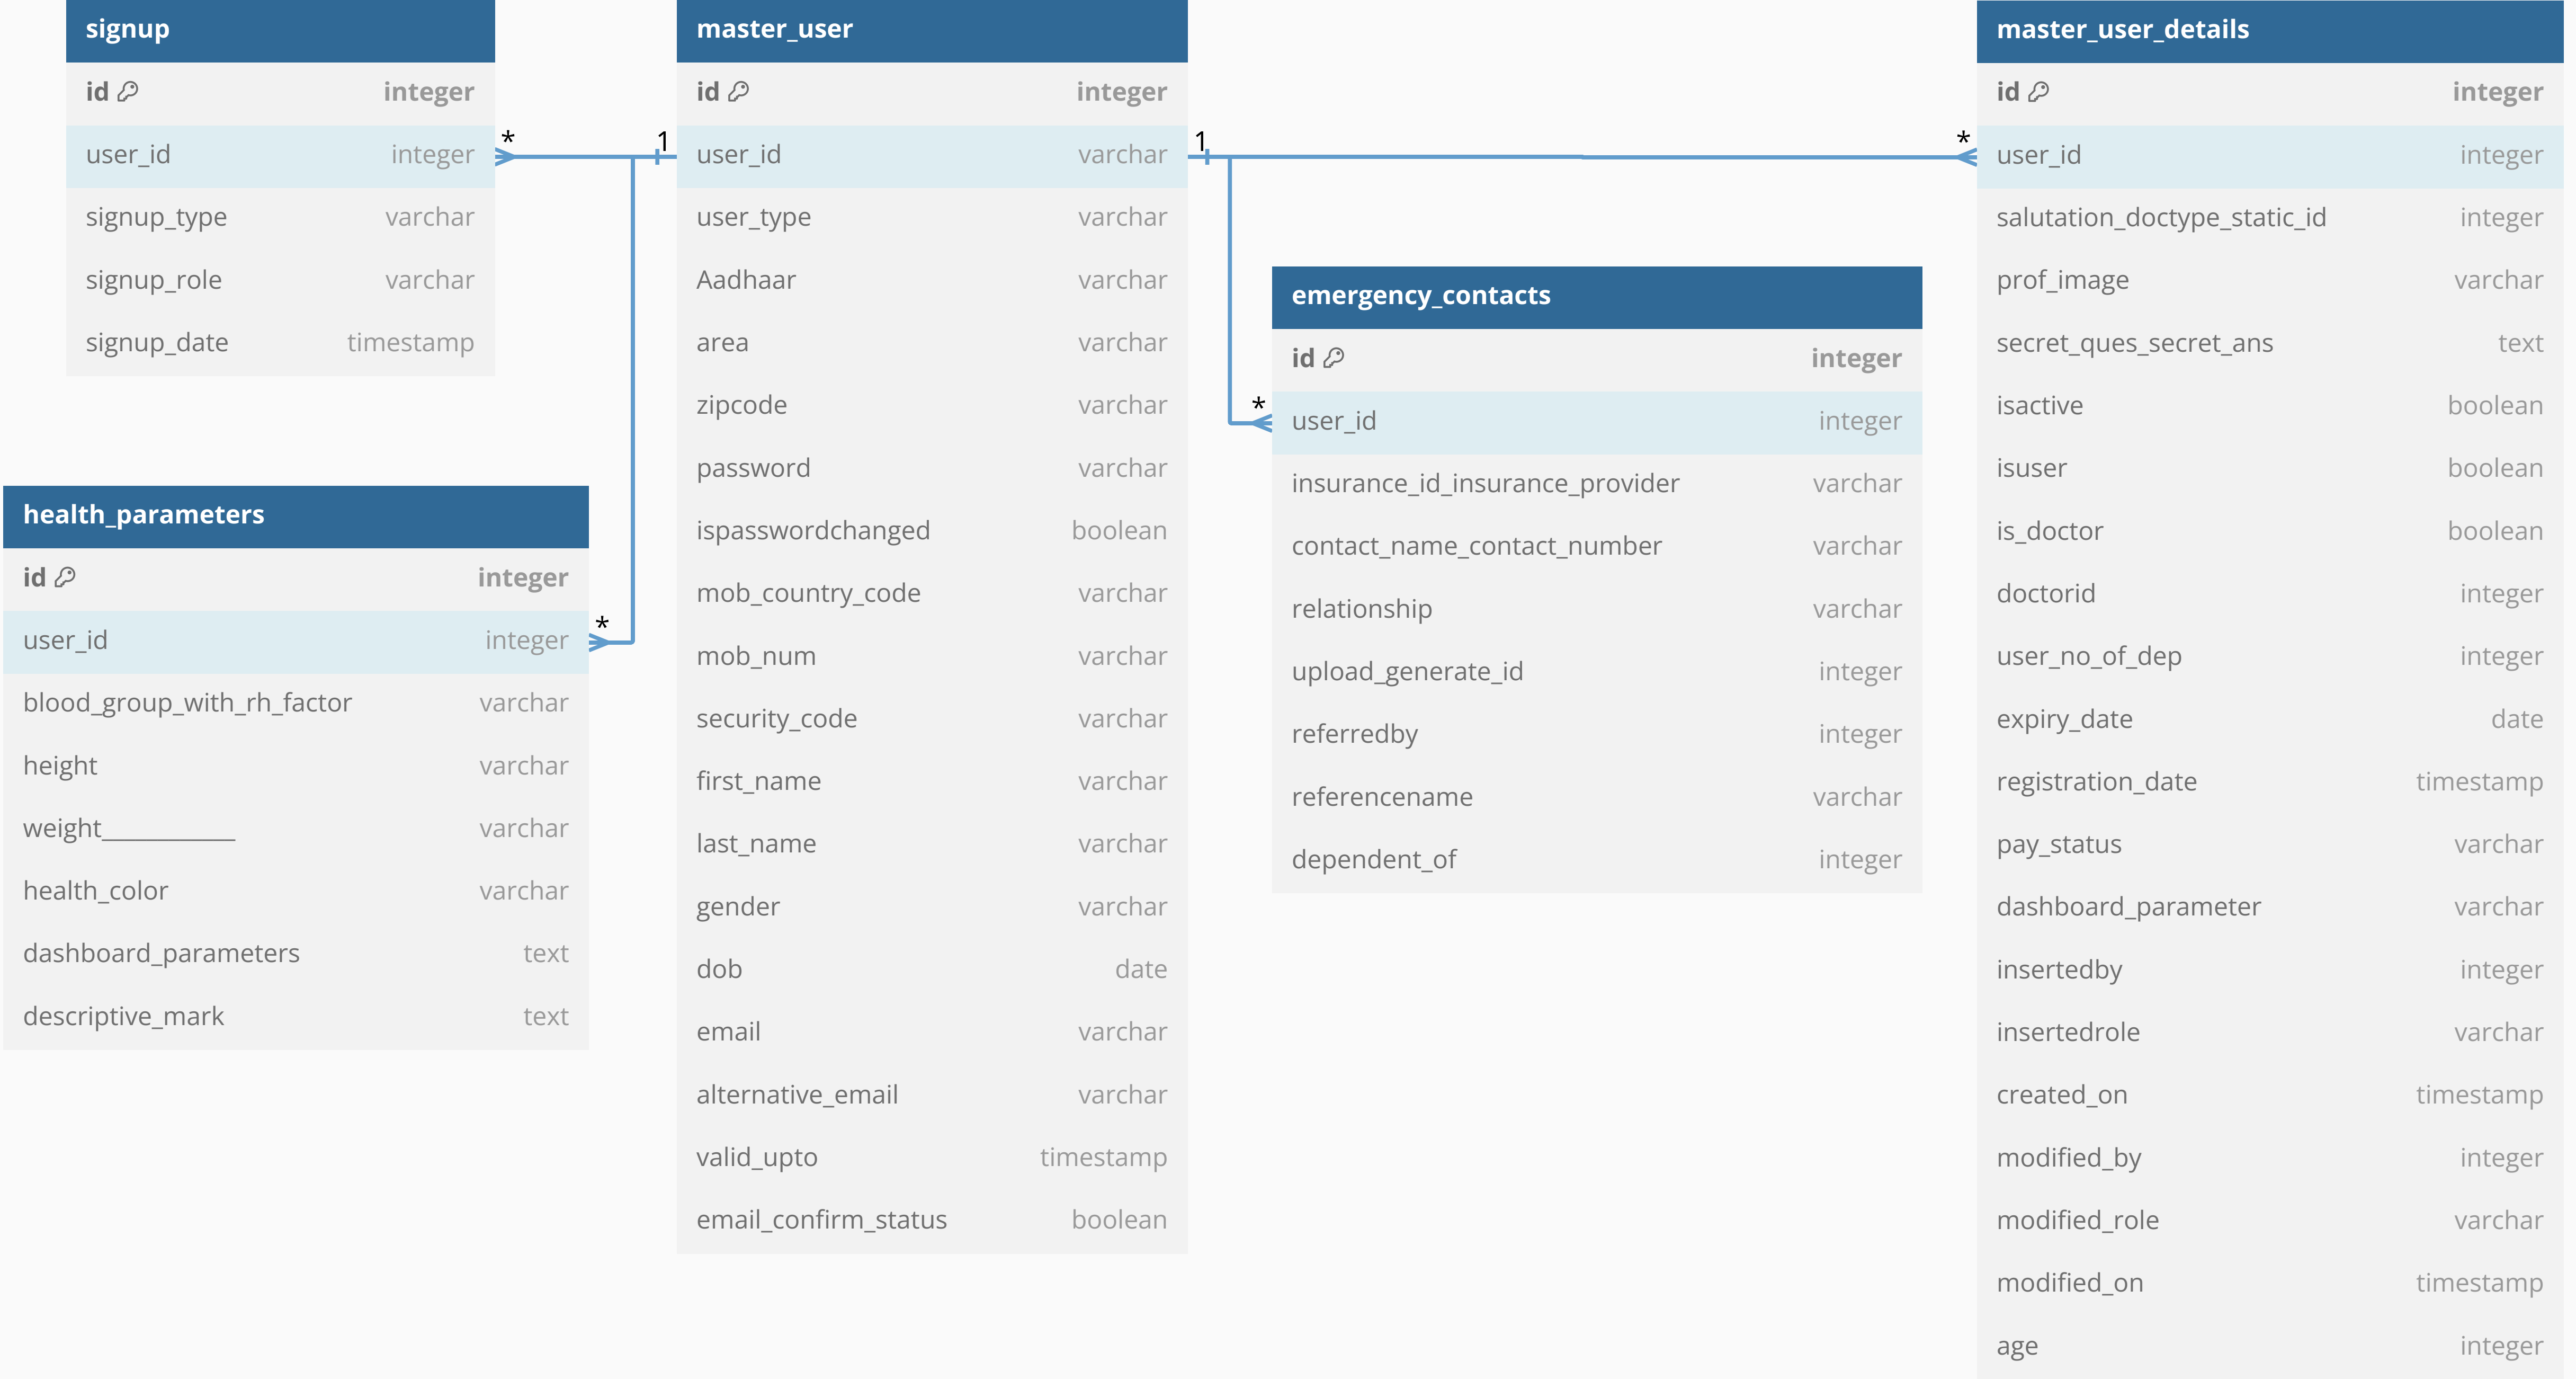 signup
id integer
user_id integer
signup_type varchar
signup_role varchar
signup_date timestamp
* 1
health_parameters
id integer
user_id integer
blood_group_with_rh_factor varchar
height varchar
weight___________ varchar
health_color varchar
dashboard_parameters text
descriptive_mark text
*
master_user
id integer
user_id varchar
user_type varchar
Aadhaar varchar
area varchar
zipcode varchar
password varchar
ispasswordchanged boolean
mob_country_code varchar
mob_num varchar
security_code varchar
first_name varchar
last_name varchar
gender varchar
dob date
email varchar
alternative_email varchar
valid_upto timestamp
email_confirm_status boolean
1 *
emergency_contacts
id integer
* user_id integer
insurance_id_insurance_provider varchar
contact_name_contact_number varchar
relationship varchar
upload_generate_id integer
referredby integer
referencename varchar
dependent_of integer
master_user_details
id integer
user_id integer
salutation_doctype_static_id integer
prof_image varchar
secret_ques_secret_ans text
isactive boolean
isuser boolean
is_doctor boolean
doctorid integer
user_no_of_dep integer
expiry_date date
registration_date timestamp
pay_status varchar
dashboard_parameter varchar
insertedby integer
insertedrole varchar
created_on timestamp
modified_by integer
modified_role varchar
modified_on timestamp
age integer